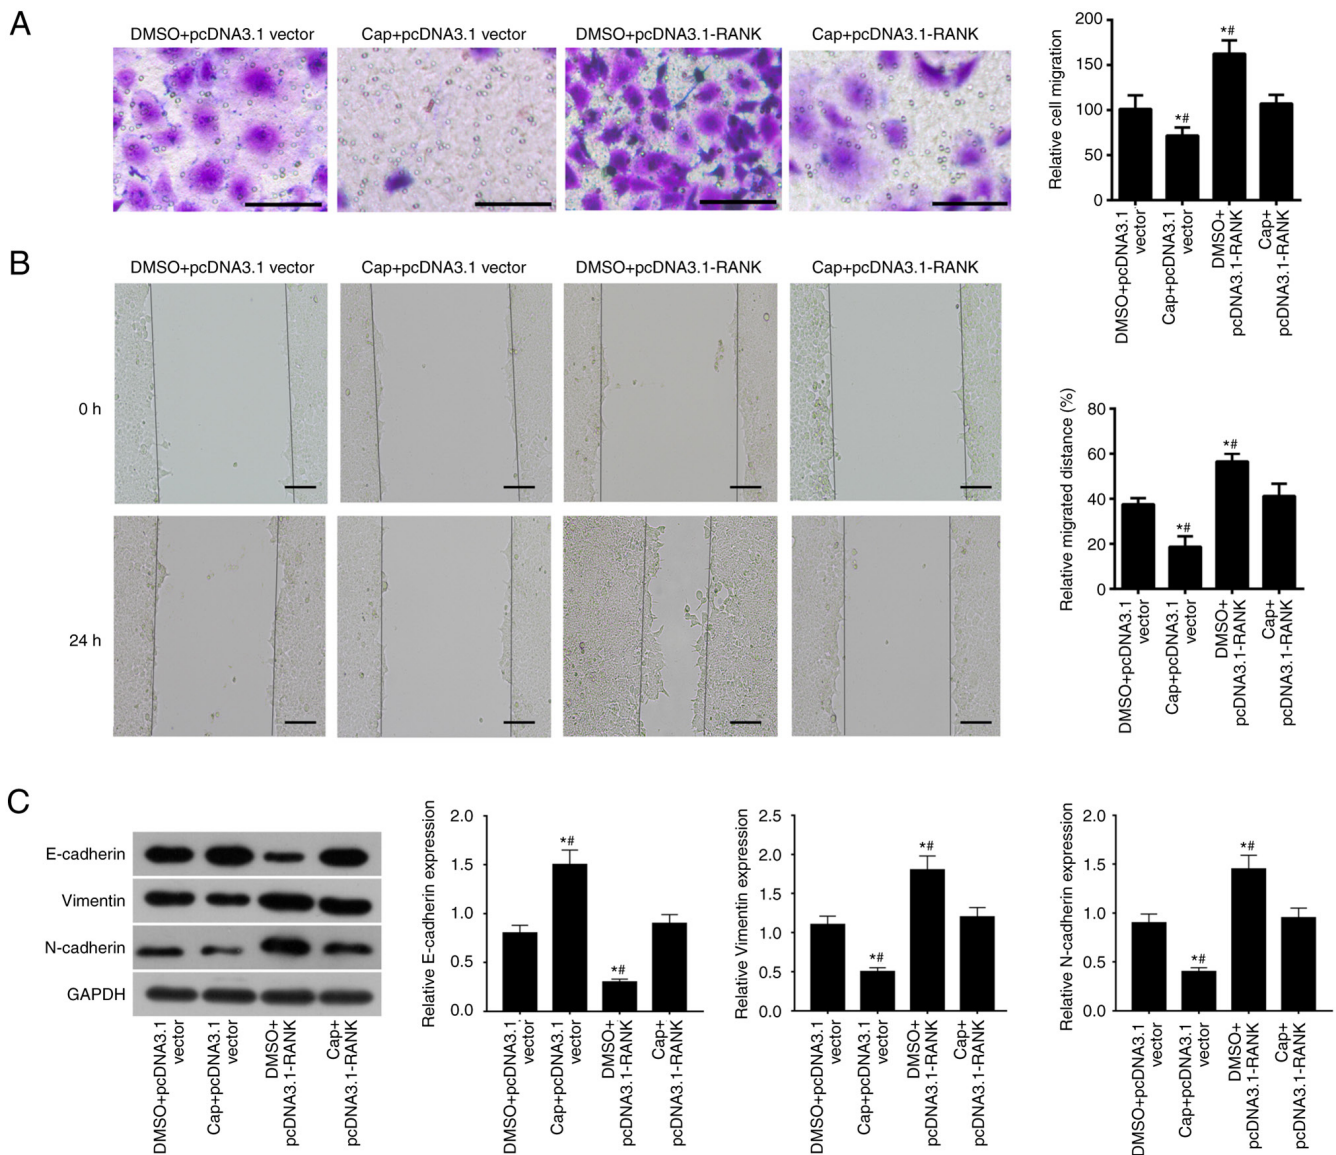 A
DMSO+pcDNA3.1 vector
Cap+pcDNA3.1 vector
DMSO+pcDNA3.1-RANK
Cap+pcDNA3.1-RANK
Relative cell migration
200
150
100
50
0
*#
*#
DMSO+pcDNA3.1
vector
Cap+pcDNA3.1
vector
DMSO+
pcDNA3.1-RANK
Cap+
pcDNA3.1-RANK
B
DMSO+pcDNA3.1 vector
Cap+pcDNA3.1 vector
DMSO+pcDNA3.1-RANK
Cap+pcDNA3.1-RANK
0 h
24 h
Relative migrated distance (%)
80
60
40
20
0
*#
*#
DMSO+pcDNA3.1
vector
Cap+pcDNA3.1
vector
DMSO+
pcDNA3.1-RANK
Cap+
pcDNA3.1-RANK
C
E-cadherin
Vimentin
N-cadherin
GAPDH
DMSO+pcDNA3.1
vector
Cap+pcDNA3.1
vector
DMSO+
pcDNA3.1-RANK
Cap+
pcDNA3.1-RANK
Relative E-cadherin expression
2.0
1.5
1.0
0.5
0.0
*#
*#
DMSO+pcDNA3.1
vector
Cap+pcDNA3.1
vector
DMSO+
pcDNA3.1-RANK
Cap+
pcDNA3.1-RANK
Relative Vimentin expression
2.5
2.0
1.5
1.0
0.5
0.0
*#
*#
DMSO+pcDNA3.1
vector
Cap+pcDNA3.1
vector
DMSO+
pcDNA3.1-RANK
Cap+
pcDNA3.1-RANK
Relative N-cadherin expression
2.0
1.5
1.0
0.5
0.0
*#
*#
DMSO+pcDNA3.1
vector
Cap+pcDNA3.1
vector
DMSO+
pcDNA3.1-RANK
Cap+
pcDNA3.1-RANK